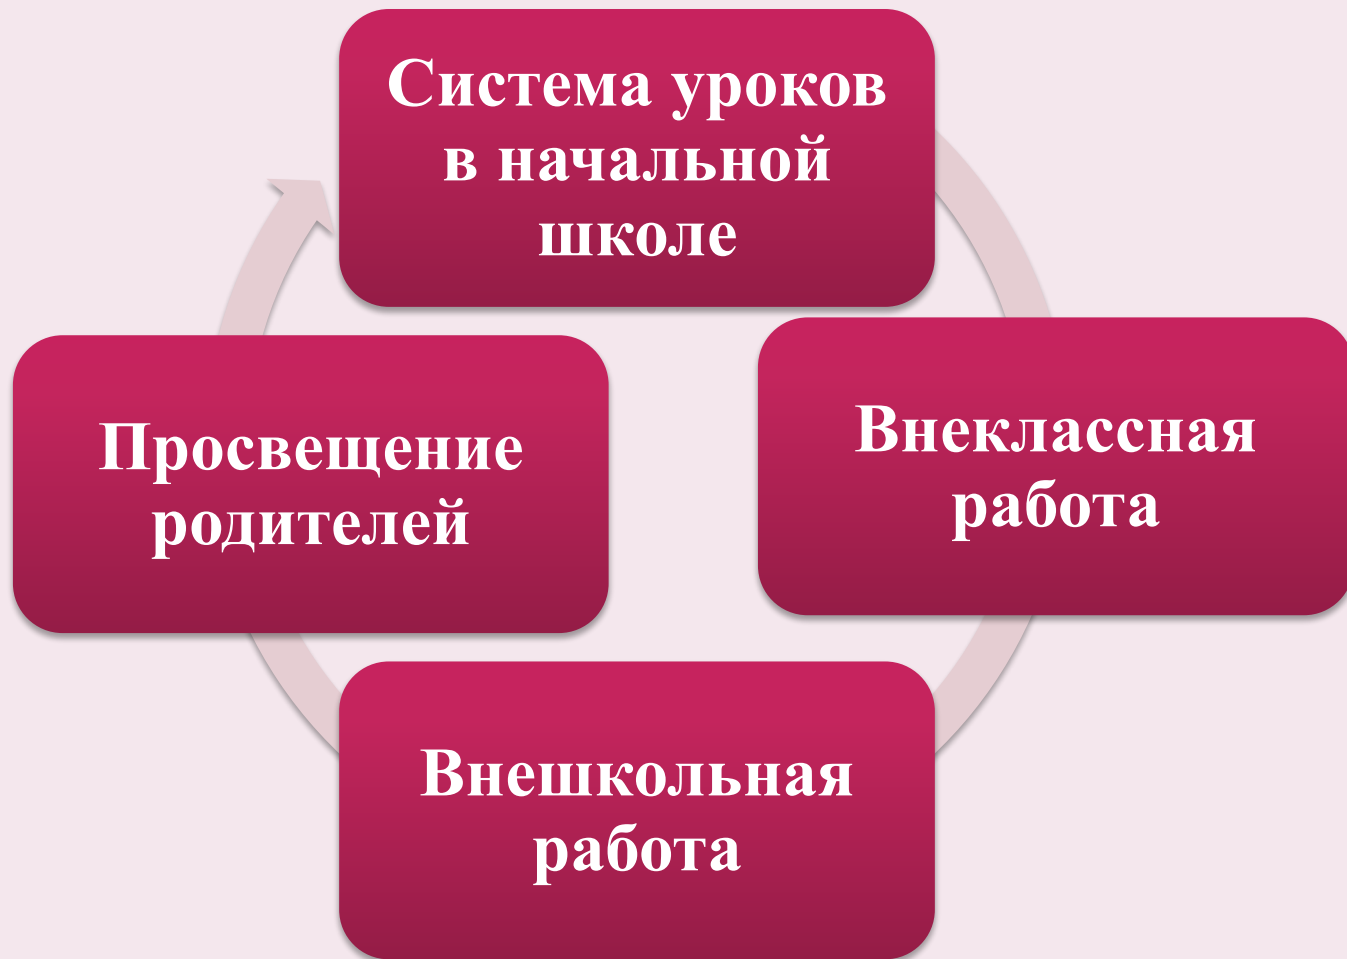 Система уроков
в начальной
школе
Внеклассная
работа
Внешкольная
работа
Просвещение
родителей